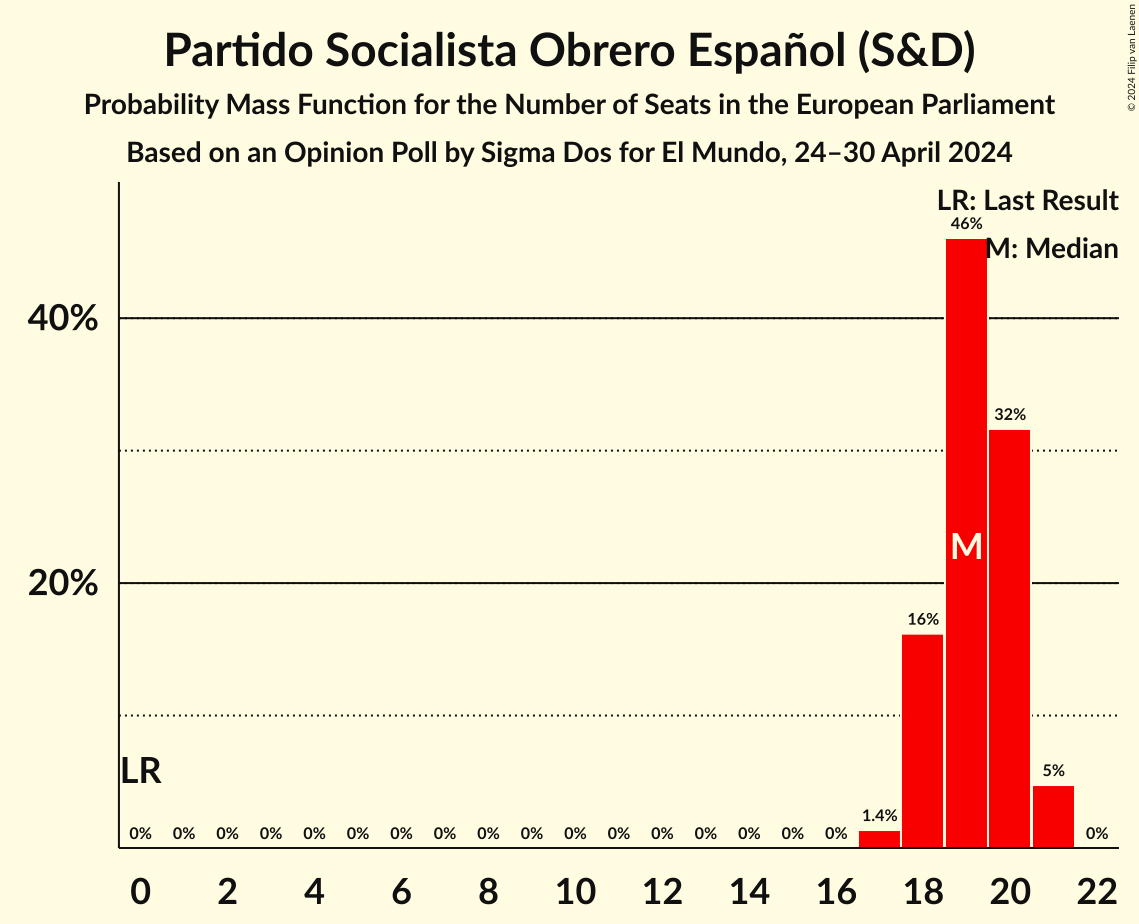 Partido Socialista Obrero Español (S&D)
Probability Mass Function for the Number of Seats in the European Parliament
Based on an Opinion Poll by Sigma Dos for El Mundo, 24–30 April 2024
© 2024 Filip van Laenen
LR: Last Result
M: Median
46%
40%
32%
M
20%
16%
LR
5%
1.4%
0% 0% 0% 0% 0% 0% 0% 0% 0% 0% 0% 0% 0% 0% 0% 0% 0% 0%
0 2 4 6 8 10 12 14 16 18 20 22